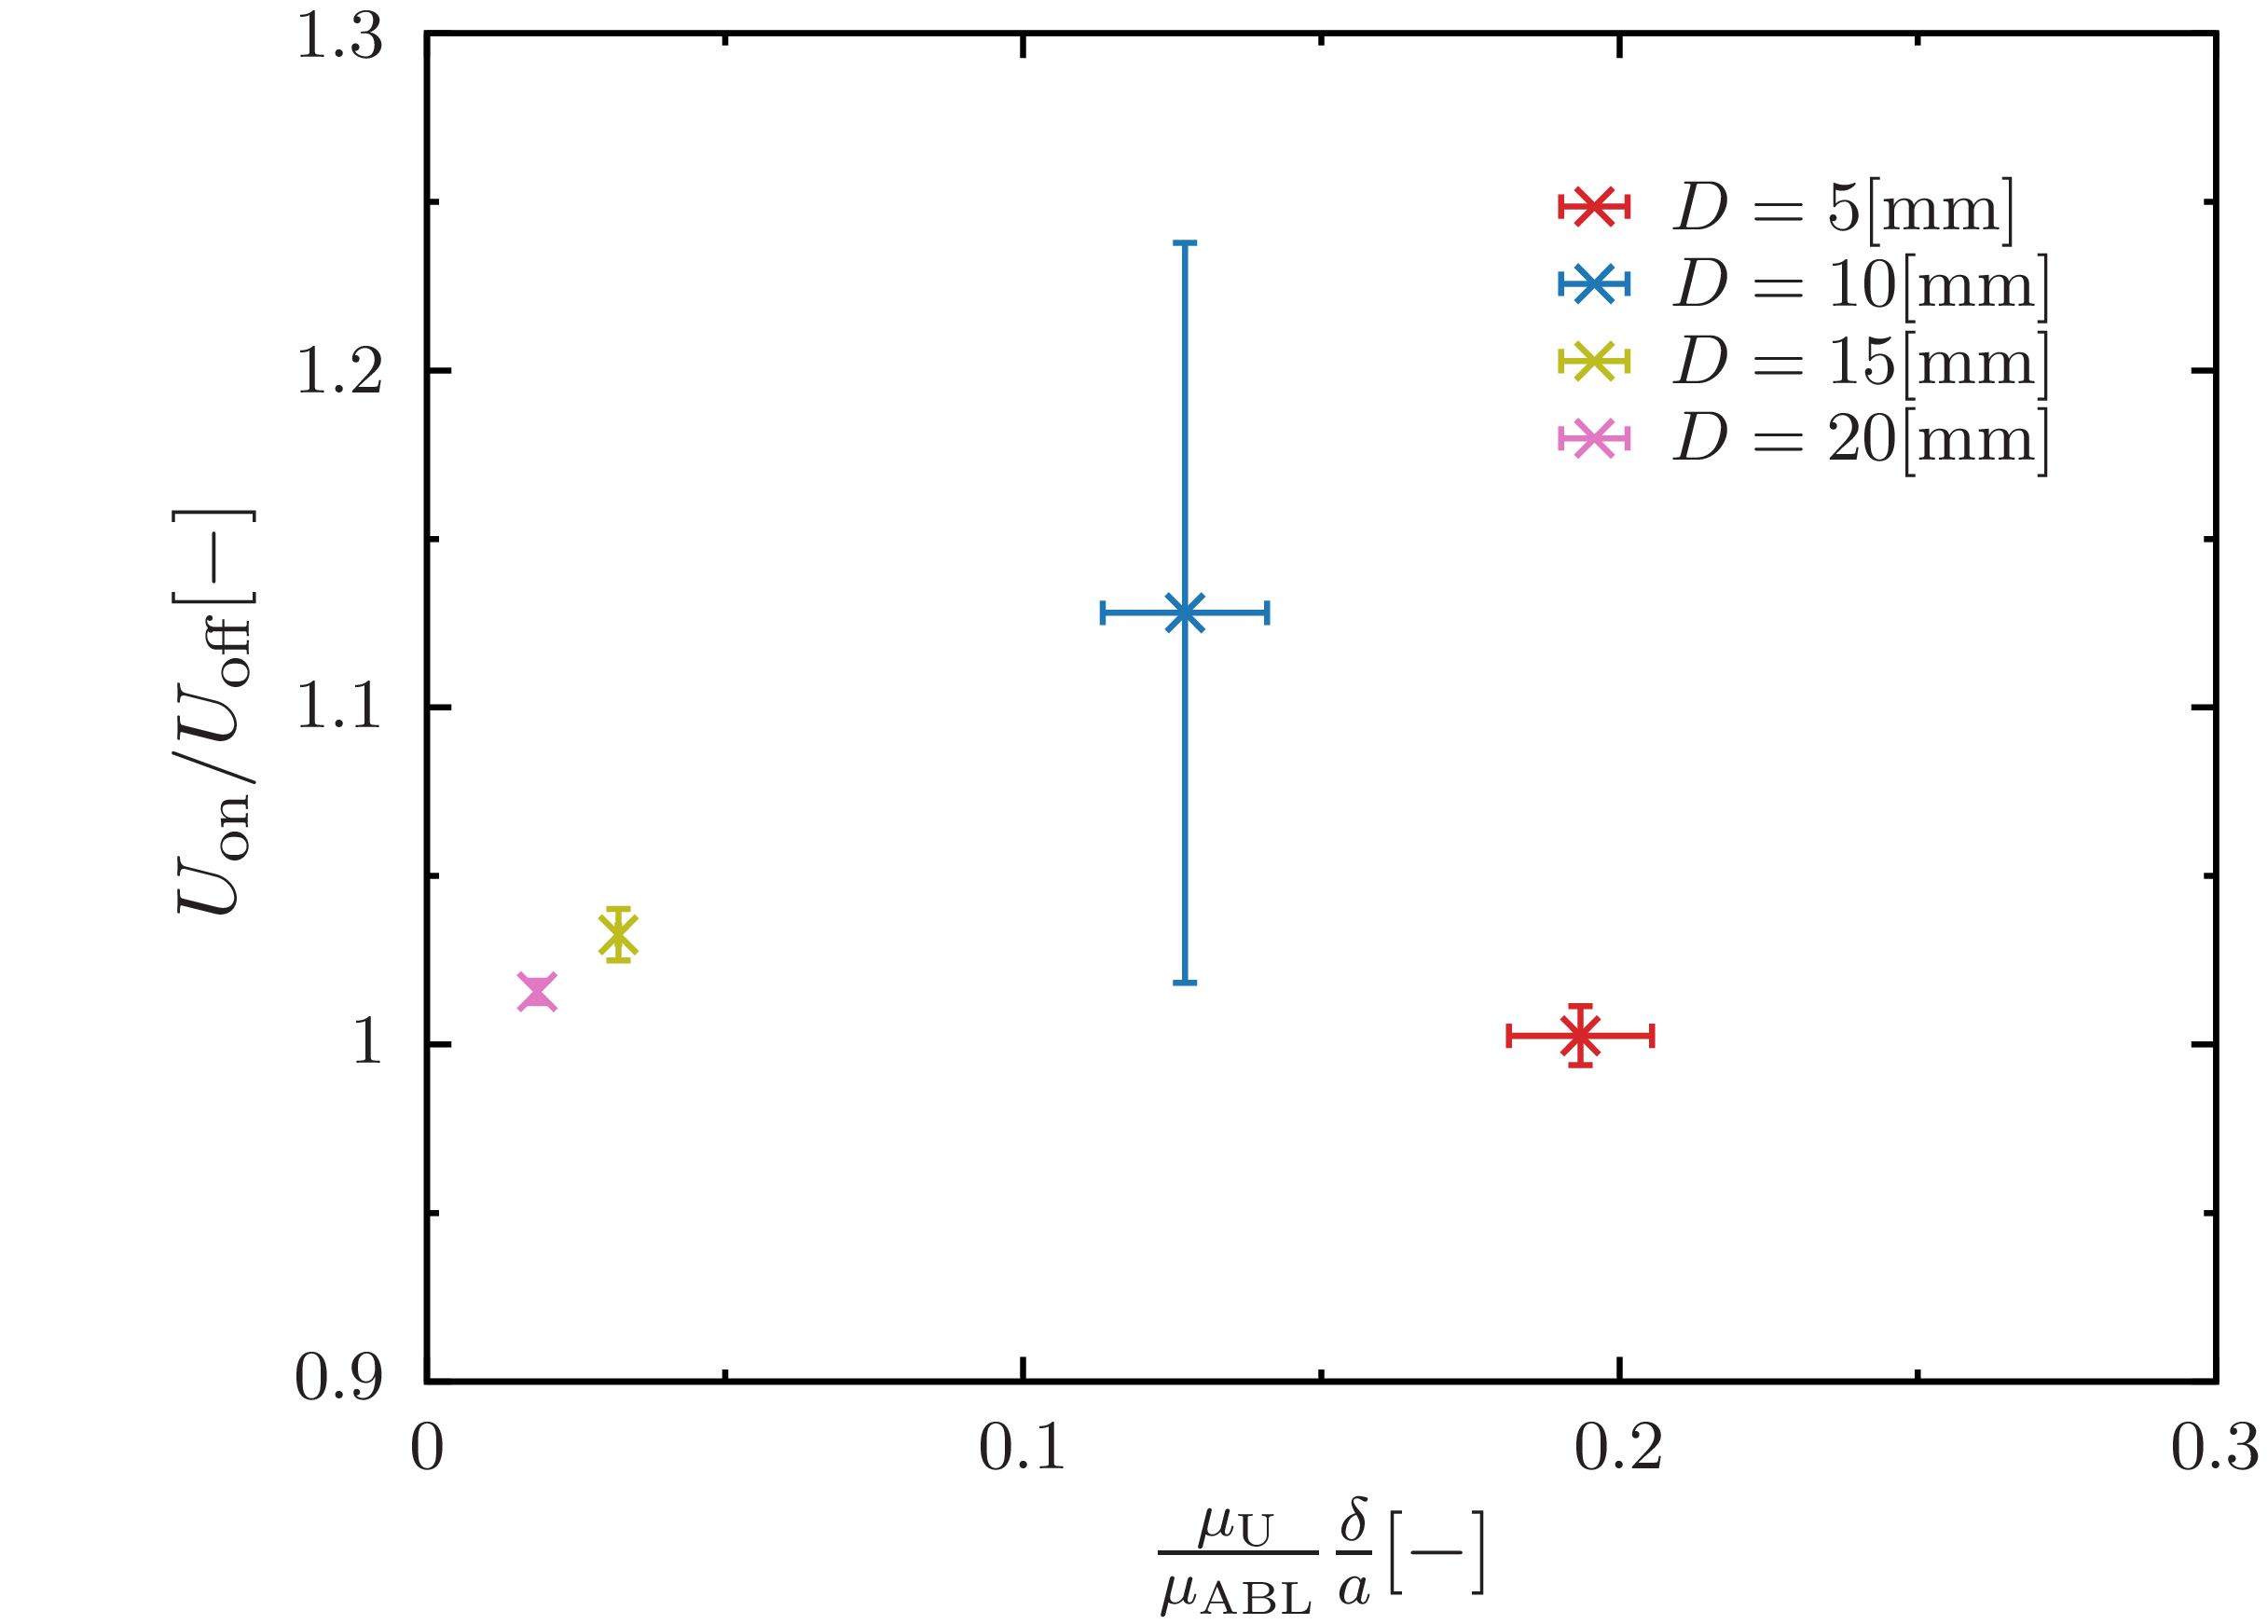 1.3
1.2
1.1
1
0.9
U_on/U_off[−]
D = 5[mm]
D = 10[mm]
D = 15[mm]
D = 20[mm]
0 0.1 0.2 0.3
μ_U/μ_ABL δ/a [−]